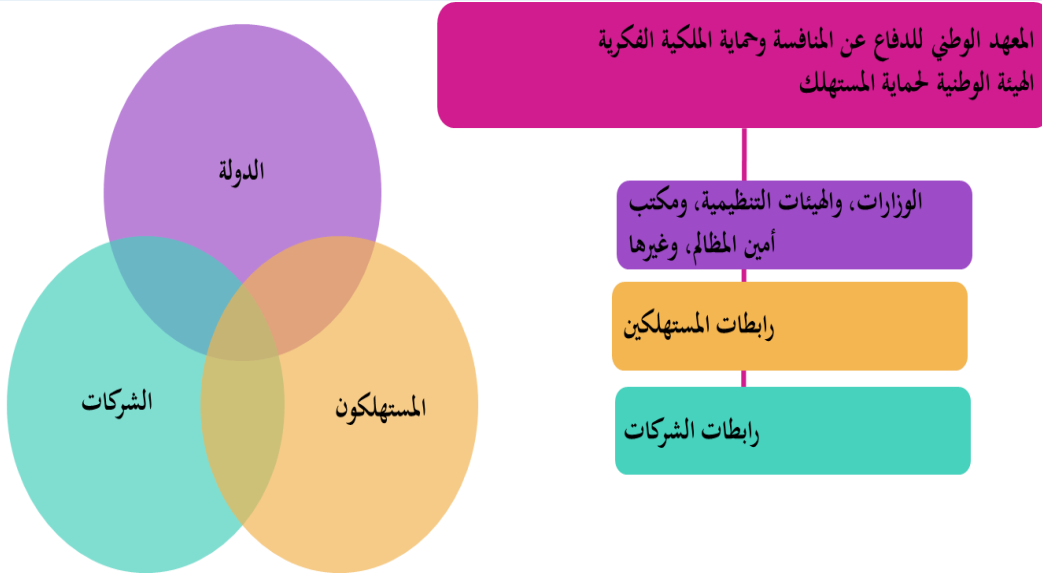 المعهد الوطني للدفاع عن المنافسة وحماية الملكية الفكرية
الهيئة الوطنية لحماية المستهلك
الوزارات، والهيئات التنظيمية، ومكتب
أمين المظالم، وغيرها
رابطات المستهلكين
رابطات الشركات
الدولة
المستهلكون
الشركات